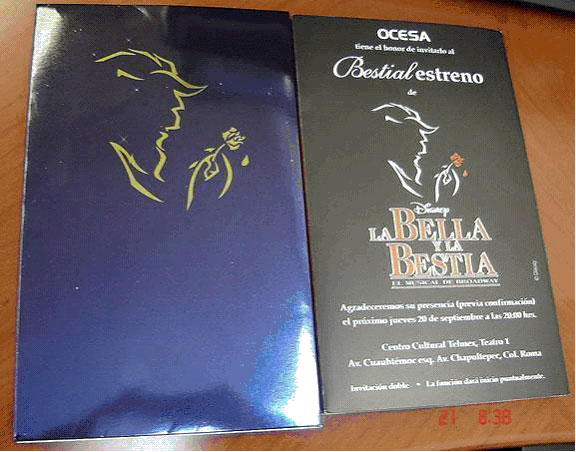 OCESA
tiene el honor de invitarlo al
Bestial estreno
de
Disney
LA BELLA
Y LA
BESTIA
EL MUSICAL DE BROADWAY
Agradeceremos su presencia (previa confirmación)
el próximo jueves 20 de septiembre a las 20:00 hrs.
Centro Cultural Telmex, Teatro 1
Av. Cuauhtémoc esq. Av. Chapultepec, Col. Roma
Invitación doble • La función dará inicio puntualmente.
© Disney
21 8:38